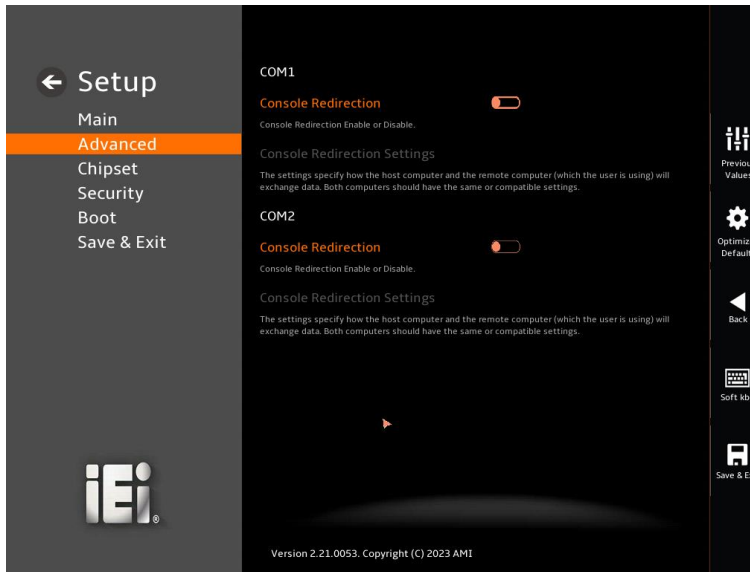 Setup
Main
Advanced
Chipset
Security
Boot
Save & Exit
COM1
Console Redirection
Console Redirection Enable or Disable.
Console Redirection Settings
The settings specify how the host computer and the remote computer (which the user is using) will
exchange data. Both computers should have the same or compatible settings.
COM2
Console Redirection
Console Redirection Enable or Disable.
Console Redirection Settings
The settings specify how the host computer and the remote computer (which the user is using) will
exchange data. Both computers should have the same or compatible settings.
Values
Back
Soft kb
iEi®
Version 2.21.0053. Copyright (C) 2023 AMI